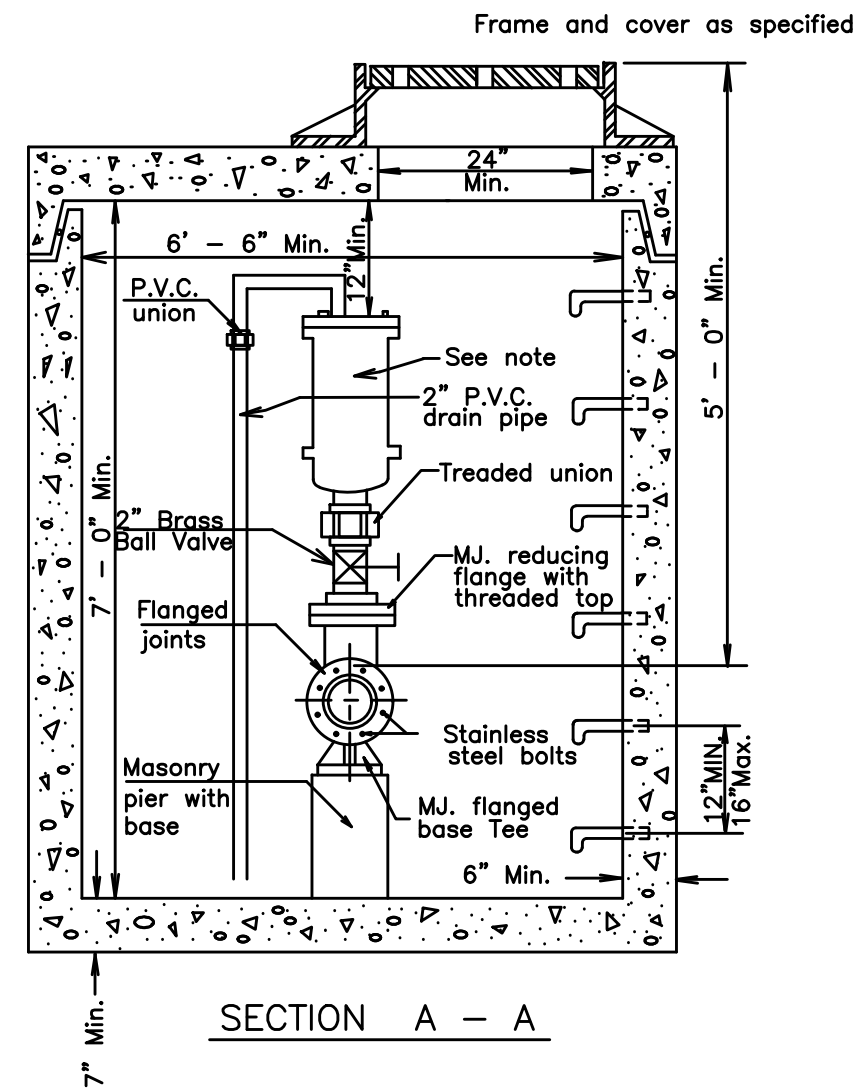 Frame and cover as specified
24"
Min.
6' – 6" Min.
12" Min.
P.V.C.
union
5' – 0" Min.
See note
2" P.V.C.
drain pipe
Treaded union
7' – 0" Min.
2" Brass
Ball Valve
MJ. reducing
flange with
threaded top
Flanged
joints
Stainless
steel bolts
Masonry
pier with
base
12"MIN.
16"Max.
MJ. flanged
base Tee
6" Min.
SECTION A – A
7" Min.